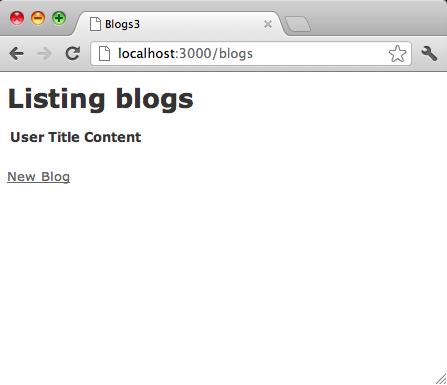 Blogs3
localhost:3000/blogs
Listing blogs
User Title Content
New Blog